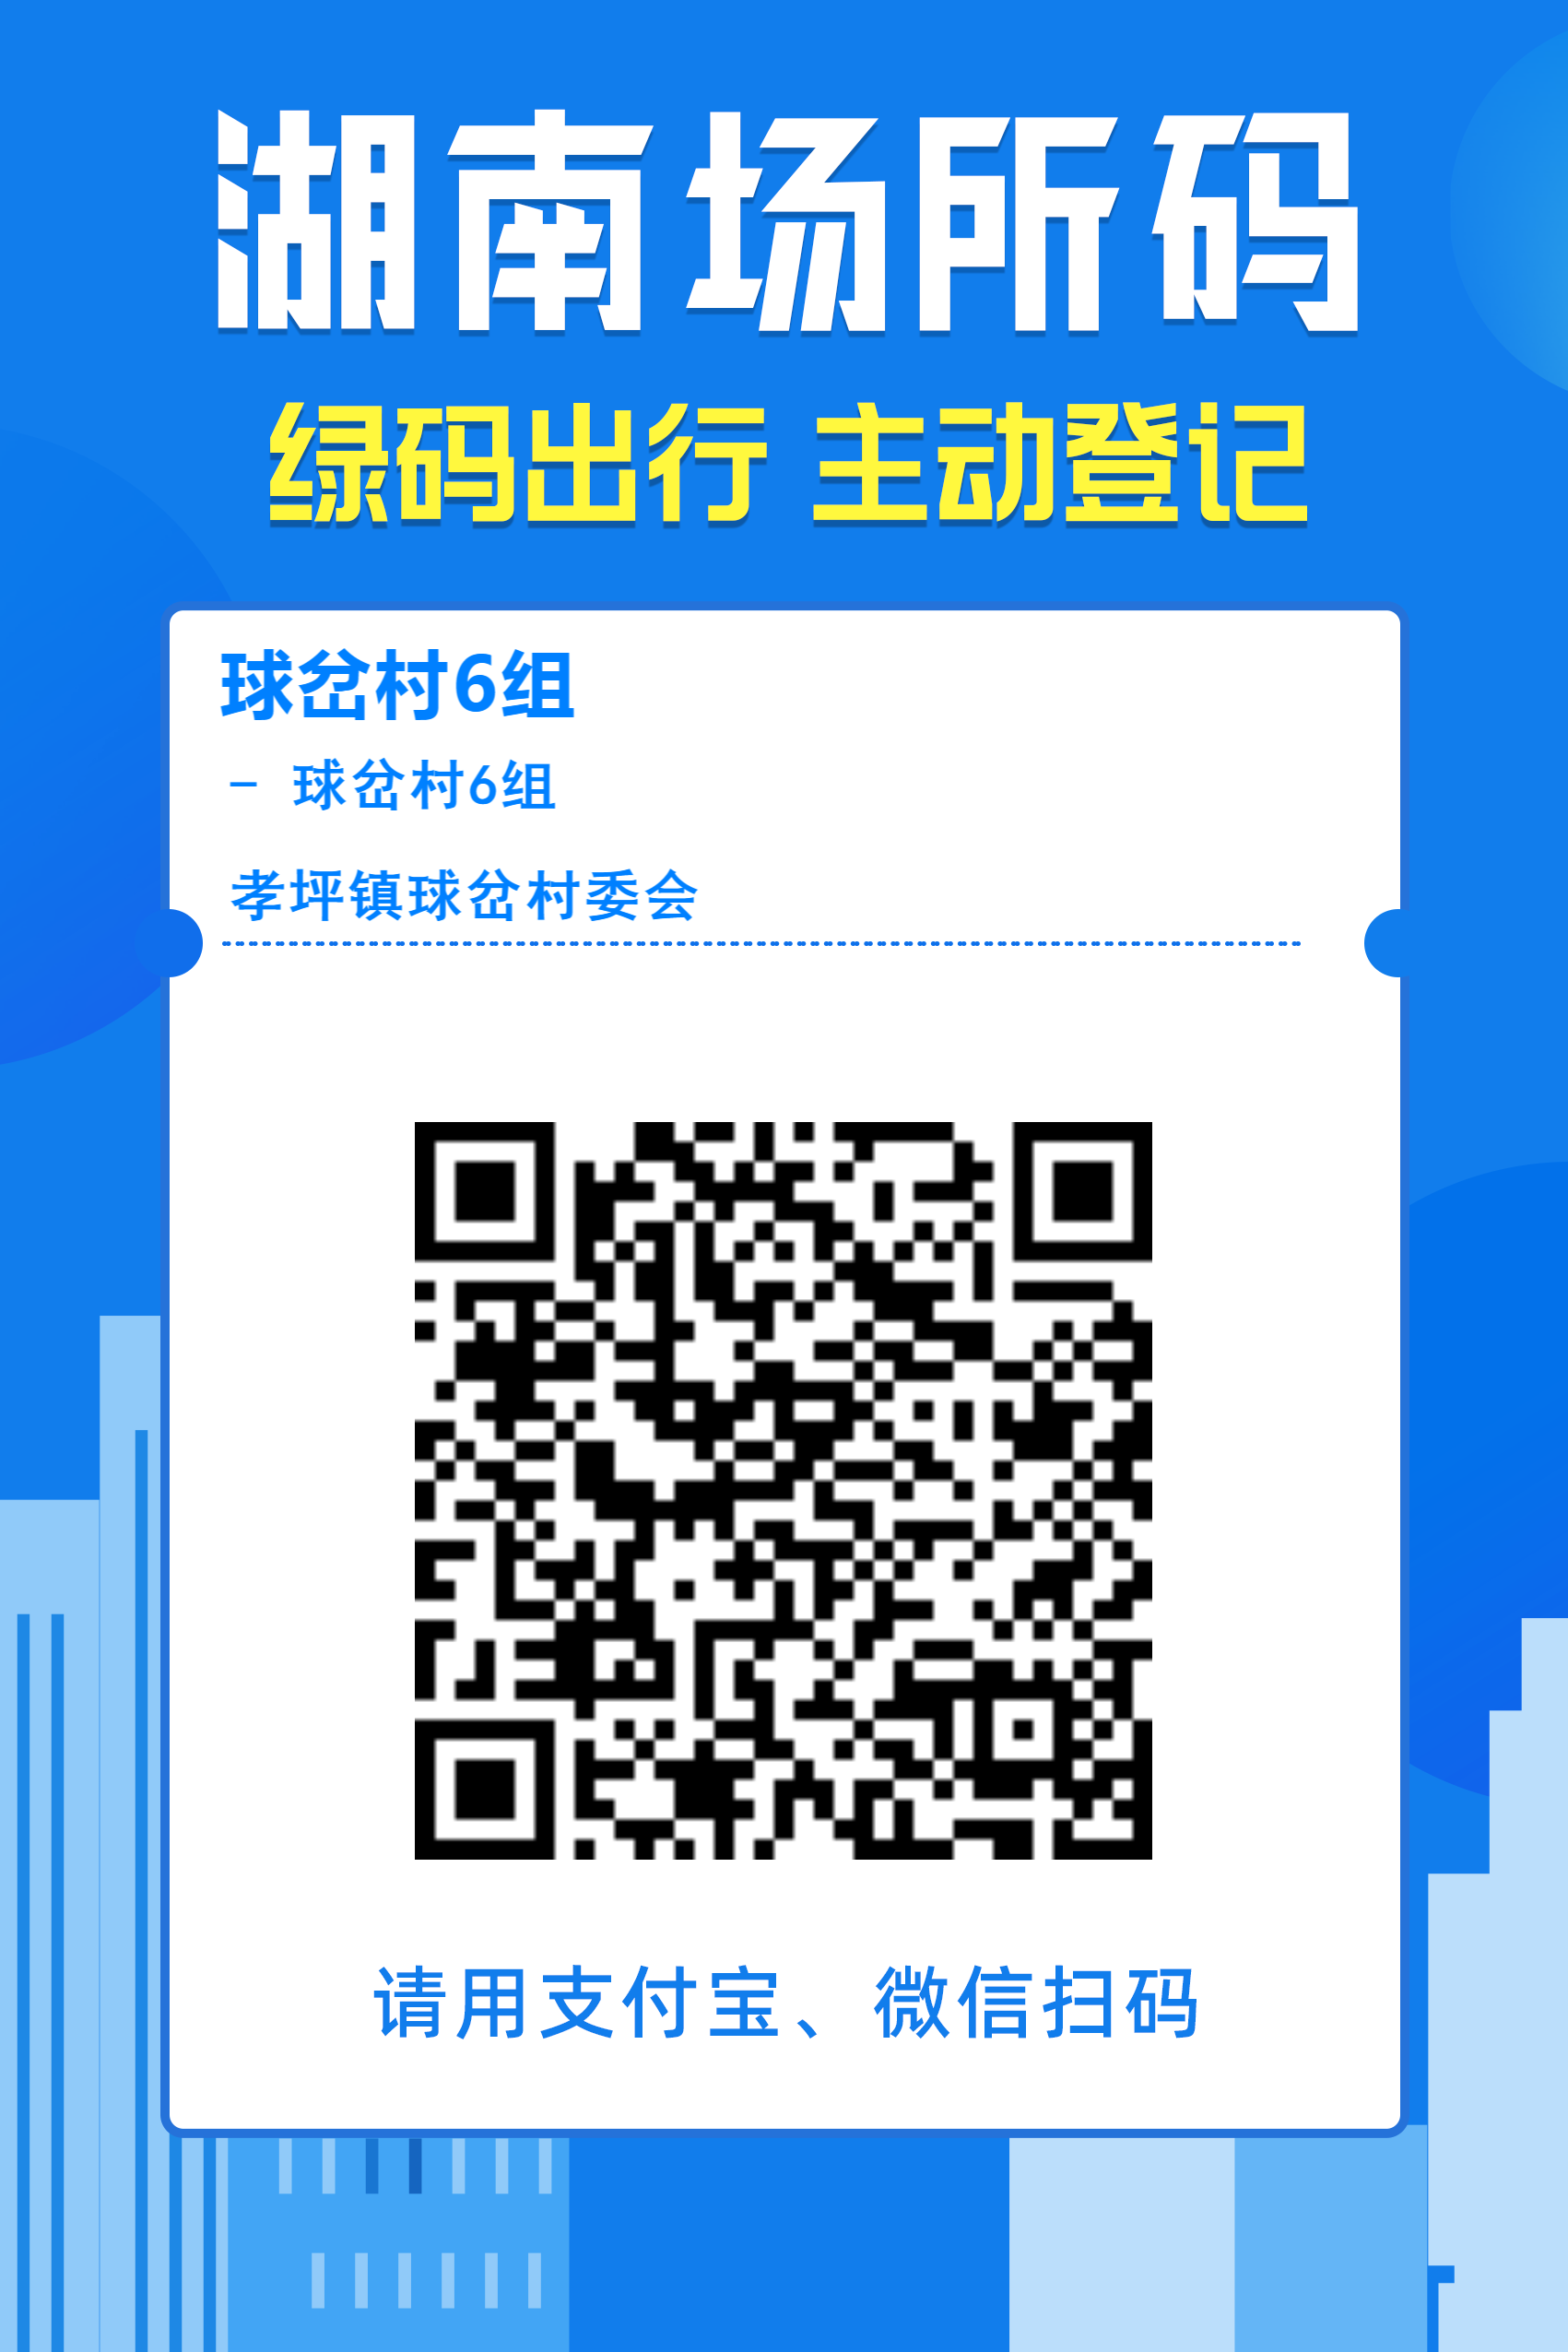 湖南场所码
绿码出行 主动登记
球岔村6组
- 球岔村6组
孝坪镇球岔村委会
请用支付宝、微信扫码